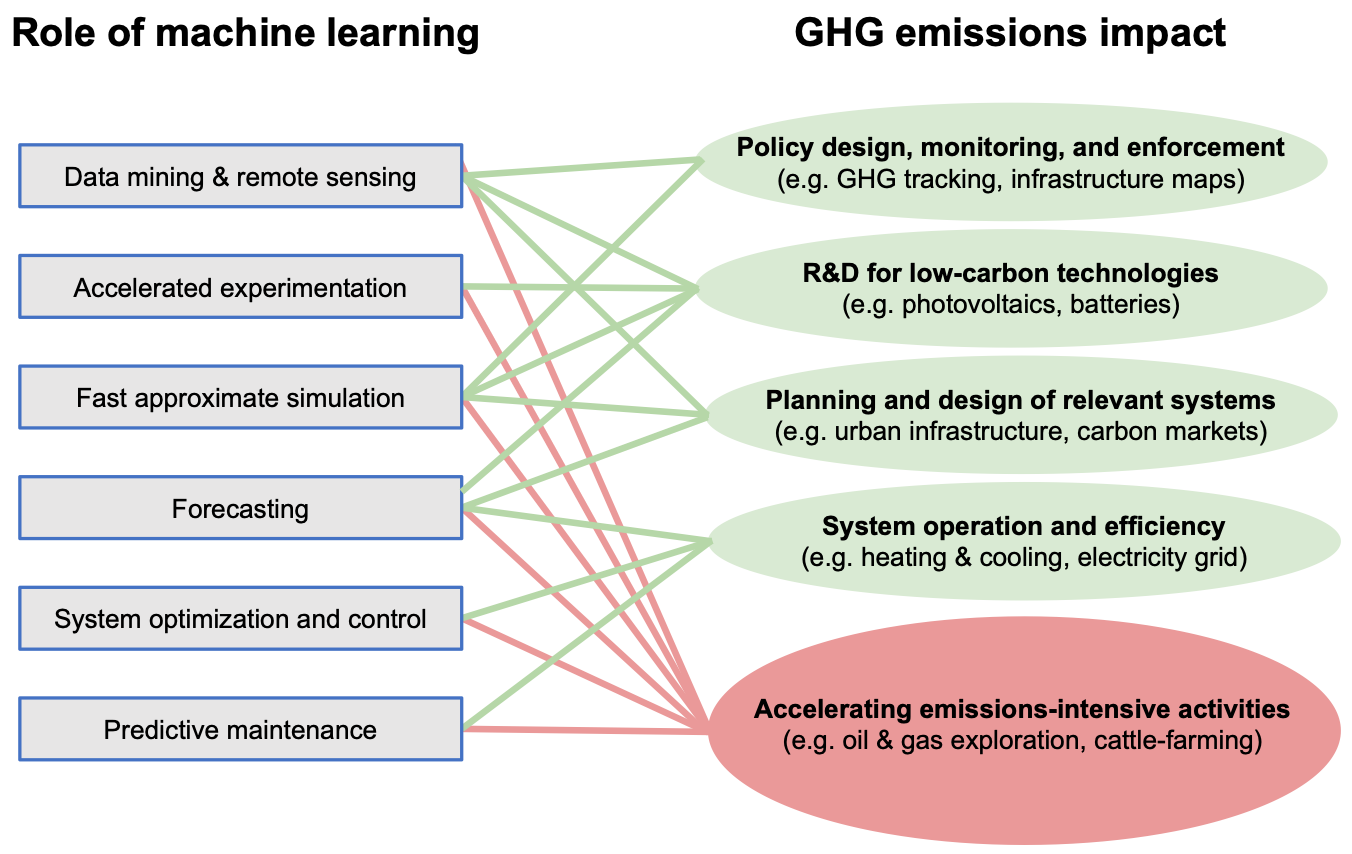 Role of machine learning
GHG emissions impact
Data mining & remote sensing
Accelerated experimentation
Fast approximate simulation
Forecasting
System optimization and control
Predictive maintenance
Policy design, monitoring, and enforcement
(e.g. GHG tracking, infrastructure maps)
R&D for low-carbon technologies
(e.g. photovoltaics, batteries)
Planning and design of relevant systems
(e.g. urban infrastructure, carbon markets)
System operation and efficiency
(e.g. heating & cooling, electricity grid)
Accelerating emissions-intensive activities
(e.g. oil & gas exploration, cattle-farming)